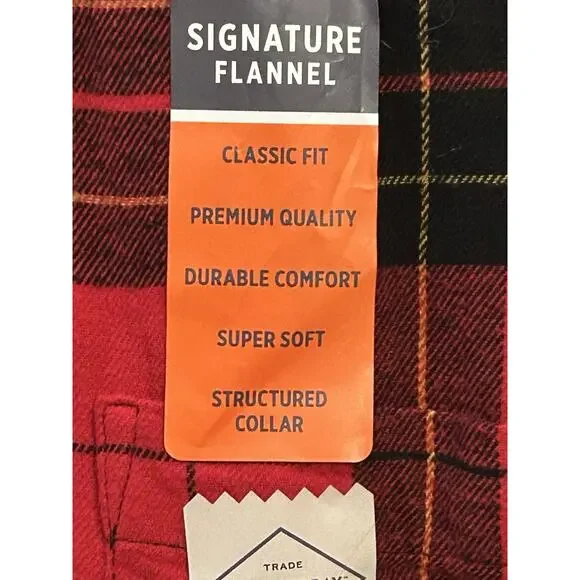 SIGNATURE
FLANNEL
CLASSIC FIT
PREMIUM QUALITY
DURABLE COMFORT
SUPER SOFT
STRUCTURED
COLLAR
TRADE